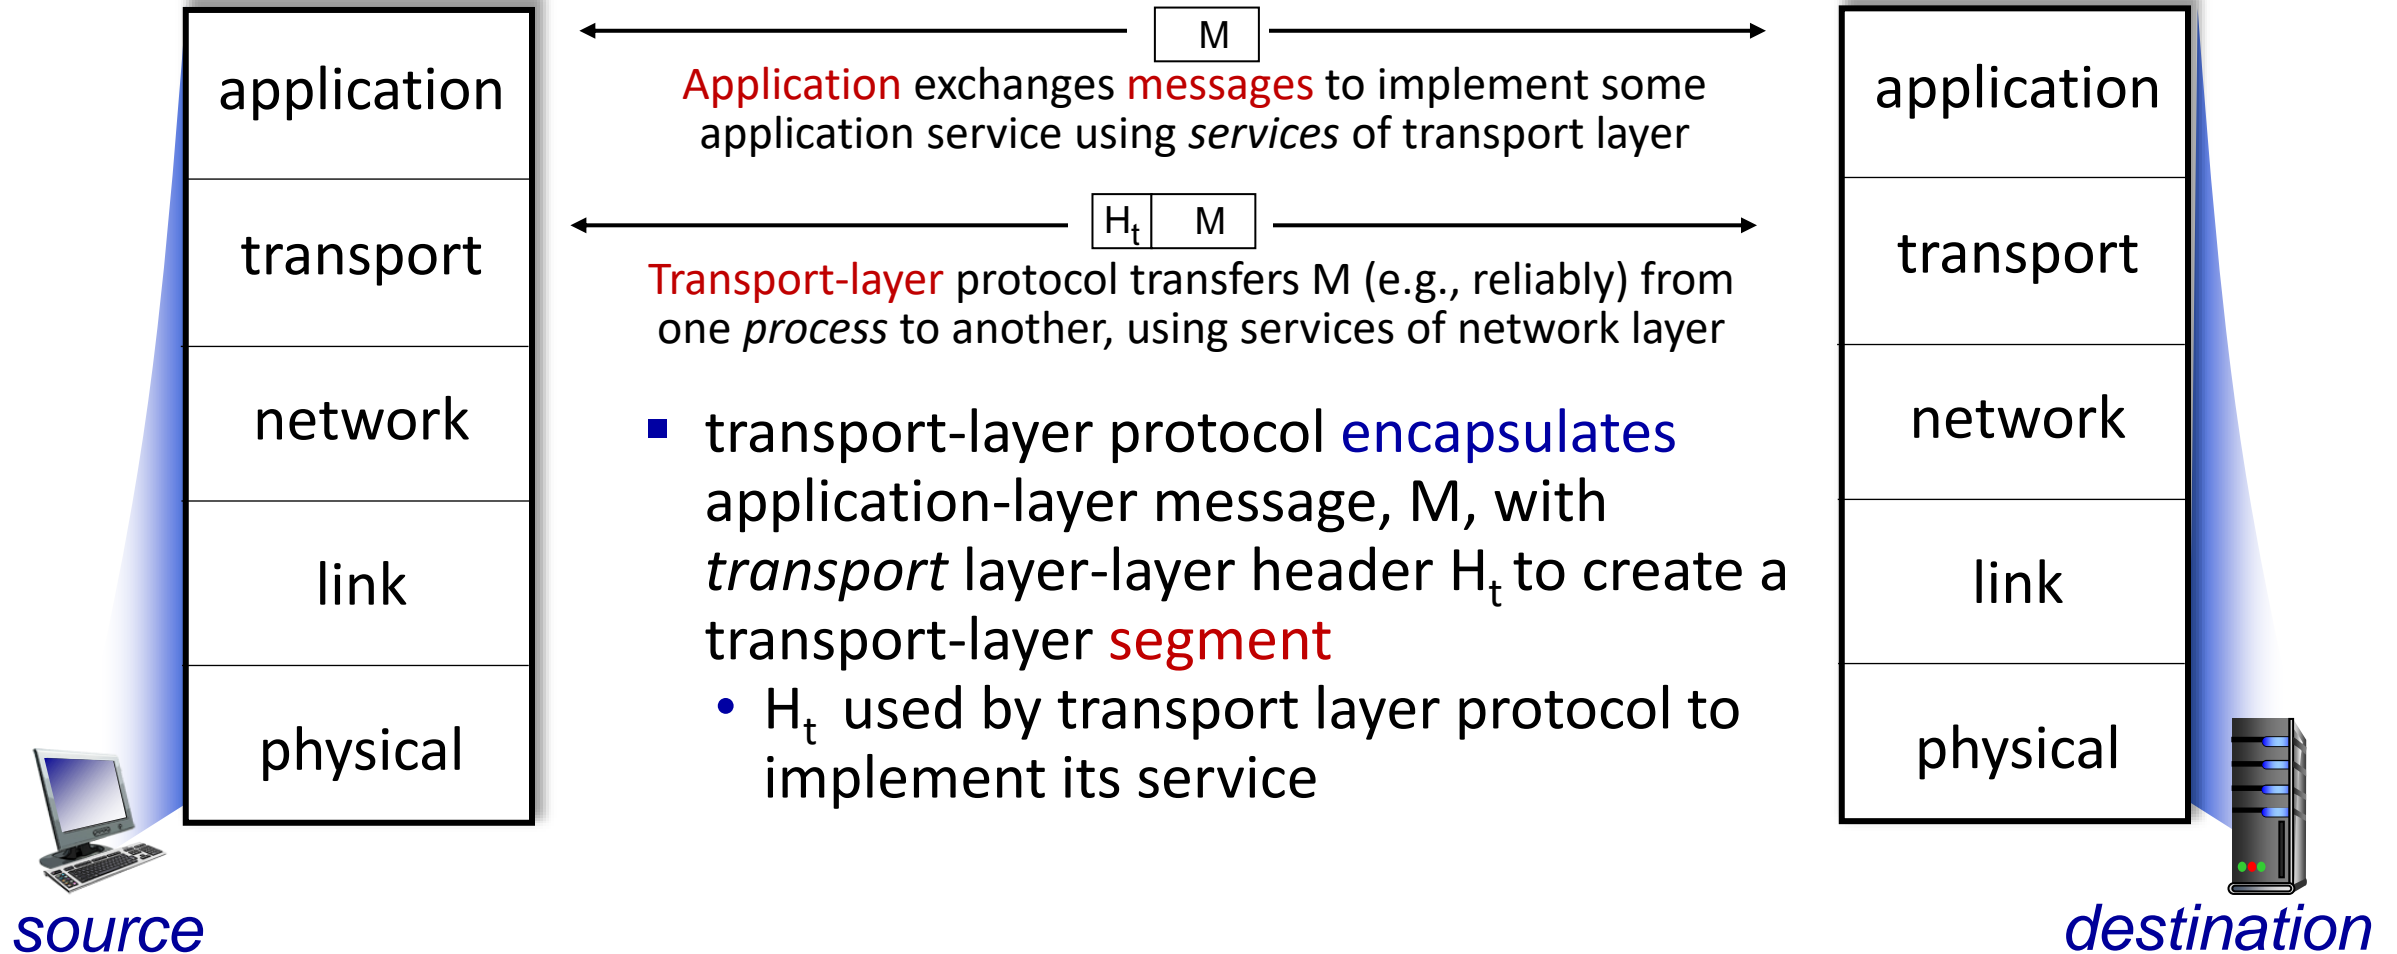 application
transport
network
link
physical
source
M
Application exchanges messages to implement some
application service using services of transport layer
Ht M
Transport-layer protocol transfers M (e.g., reliably) from
one process to another, using services of network layer
transport-layer protocol encapsulates
application-layer message, M, with
transport layer-layer header Ht to create a
transport-layer segment
Ht used by transport layer protocol to
implement its service
application
transport
network
link
physical
destination